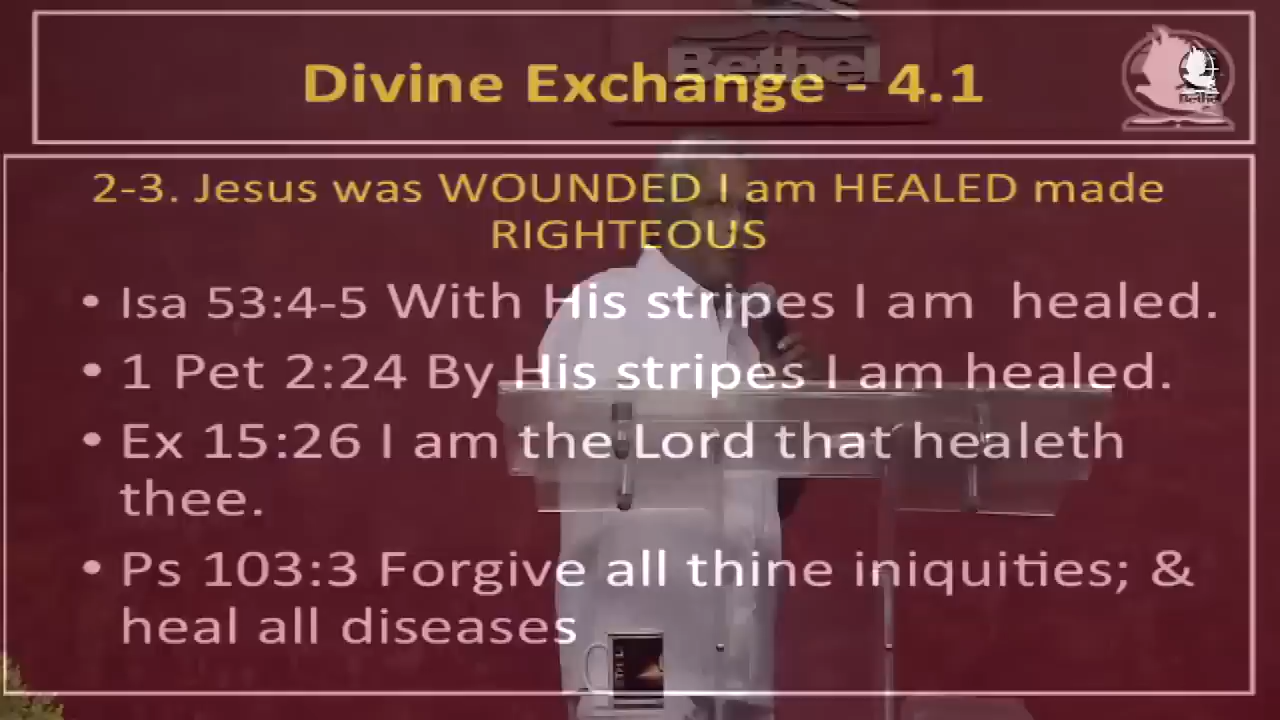 Bethel
Divine Exchange - 4.1
Bethel
2-3. Jesus was WOUNDED I am HEALED made
RIGHTEOUS
• Isa 53:4-5 With His stripes I am healed.
• 1 Pet 2:24 By His stripes I am healed.
• Ex 15:26 I am the Lord that healeth
thee.
• Ps 103:3 Forgive all thine iniquities; &
heal all diseases